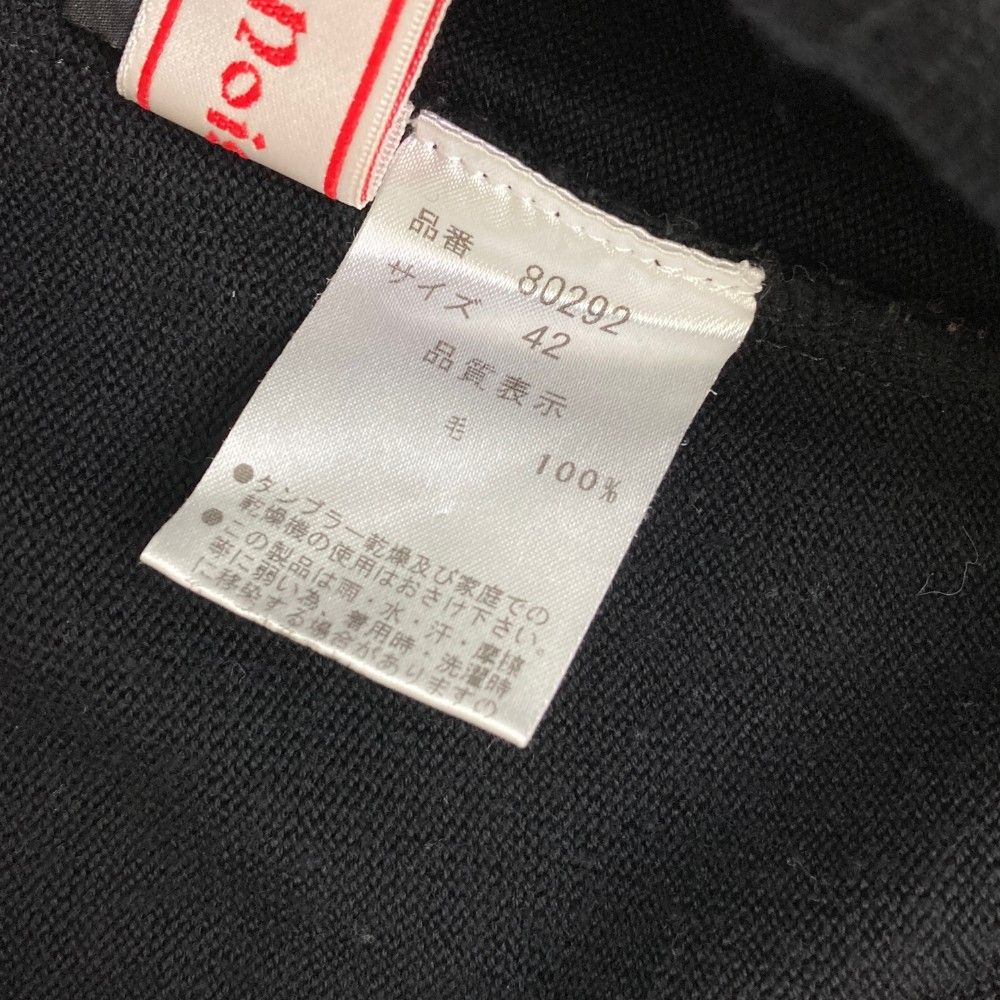 Noi
品番 80292
サイズ 42
品質表示
毛 100%
●タンブラー乾燥及び家庭での
乾燥機の使用はおさけ下さい。
●この製品は雨・水・汗・摩擦
等に弱い為、着用時・洗濯時
に移染する場合がありますの